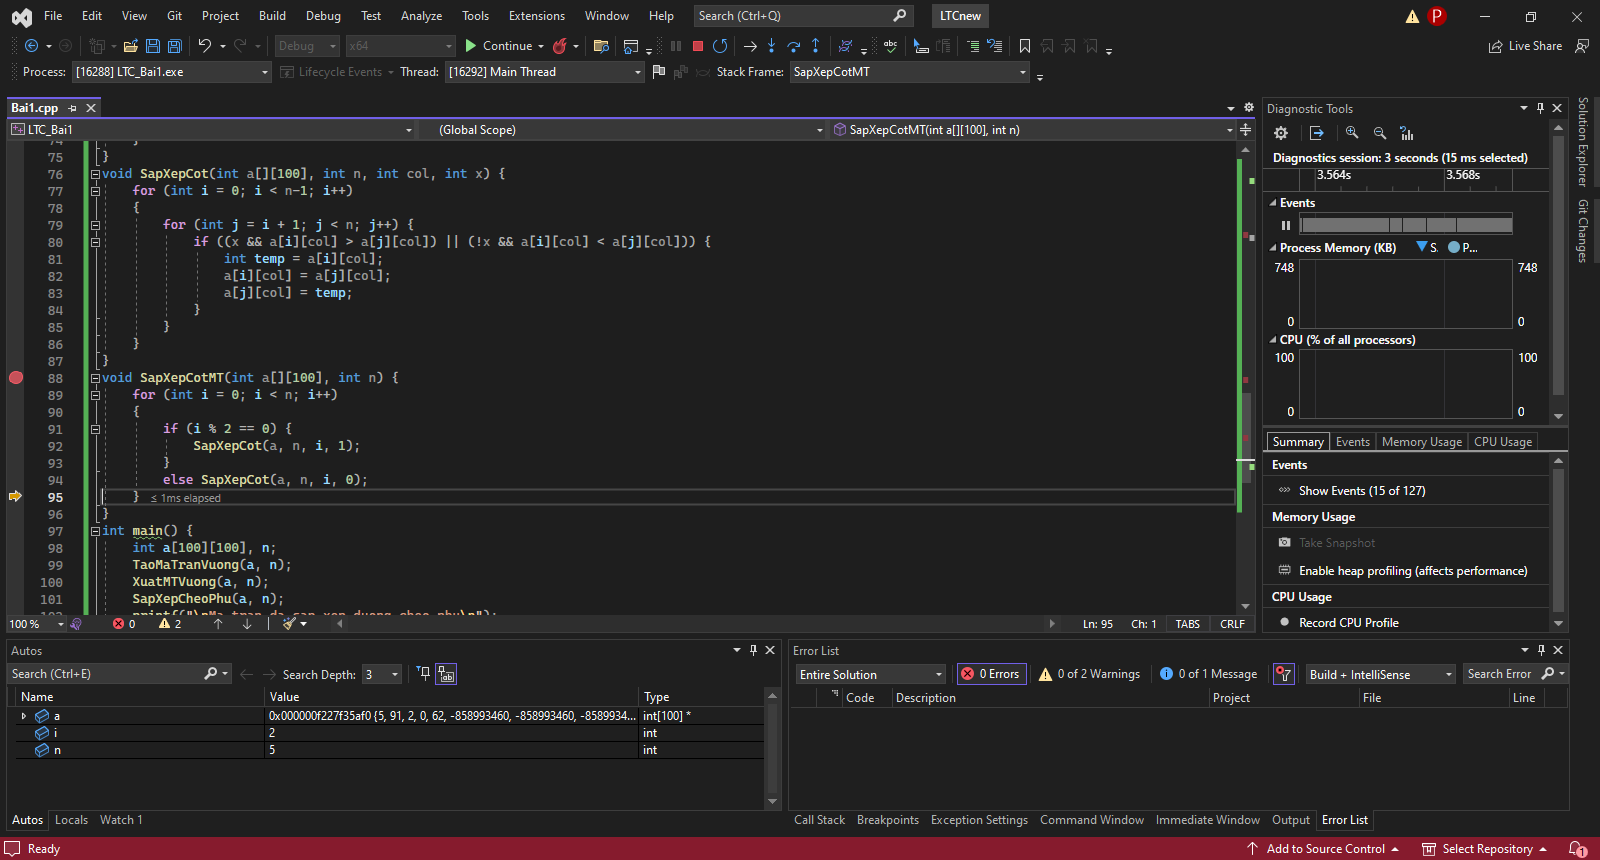 File Edit View Git Project Build Debug Test Analyze Tools Extensions Window Help Search (Ctrl+Q) LTCnew P
Debug x64 Continue Live Share
Process: [16288] LTC_Bai1.exe Lifecycle Events Thread: [16292] Main Thread Stack Frame: SapXepCotMT
Bai1.cpp
LTC_Bai1 (Global Scope) SapXepCotMT(int a[][100], int n)
74 }
75 }
76 void SapXepCot(int a[][100], int n, int col, int x) {
77 for (int i = 0; i < n-1; i++)
78 {
79 for (int j = i + 1; j < n; j++) {
80 if ((x && a[i][col] > a[j][col]) || (!x && a[i][col] < a[j][col])) {
81 int temp = a[i][col];
82 a[i][col] = a[j][col];
83 a[j][col] = temp;
84 }
85 }
86 }
87 }
88 void SapXepCotMT(int a[][100], int n) {
89 for (int i = 0; i < n; i++)
90 {
91 if (i % 2 == 0) {
92 SapXepCot(a, n, i, 1);
93 }
94 else SapXepCot(a, n, i, 0);
95 } ≤ 1ms elapsed
96 }
97 int main() {
98 int a[100][100], n;
99 TaoMaTranVuong(a, n);
100 XuatMTVuong(a, n);
101 SapXepCheoPhu(a, n);
102 printf("\nMa tran da sap xep duong cheo phu\n");
100 % 0 2 Ln: 95 Ch: 1 TABS CRLF
Diagnostic Tools
Diagnostics session: 3 seconds (15 ms selected)
3.564s 3.568s
Events
Process Memory (KB) S. P...
748 748
0 0
CPU (% of all processors)
100 100
0 0
Summary Events Memory Usage CPU Usage
Events
Show Events (15 of 127)
Memory Usage
Take Snapshot
Enable heap profiling (affects performance)
CPU Usage
Record CPU Profile
Solution Explorer
Git Changes
Autos
Search (Ctrl+E) Search Depth: 3
Name Value Type
a 0x000000f227f35af0 {5, 91, 2, 0, 62, -858993460, -858993460, -8589934... int[100] *
i 2 int
n 5 int
Autos Locals Watch 1
Error List
Entire Solution 0 Errors 0 of 2 Warnings 0 of 1 Message Build + IntelliSense Search Error
Code Description Project File Line
Call Stack Breakpoints Exception Settings Command Window Immediate Window Output Error List
Ready Add to Source Control Select Repository 1